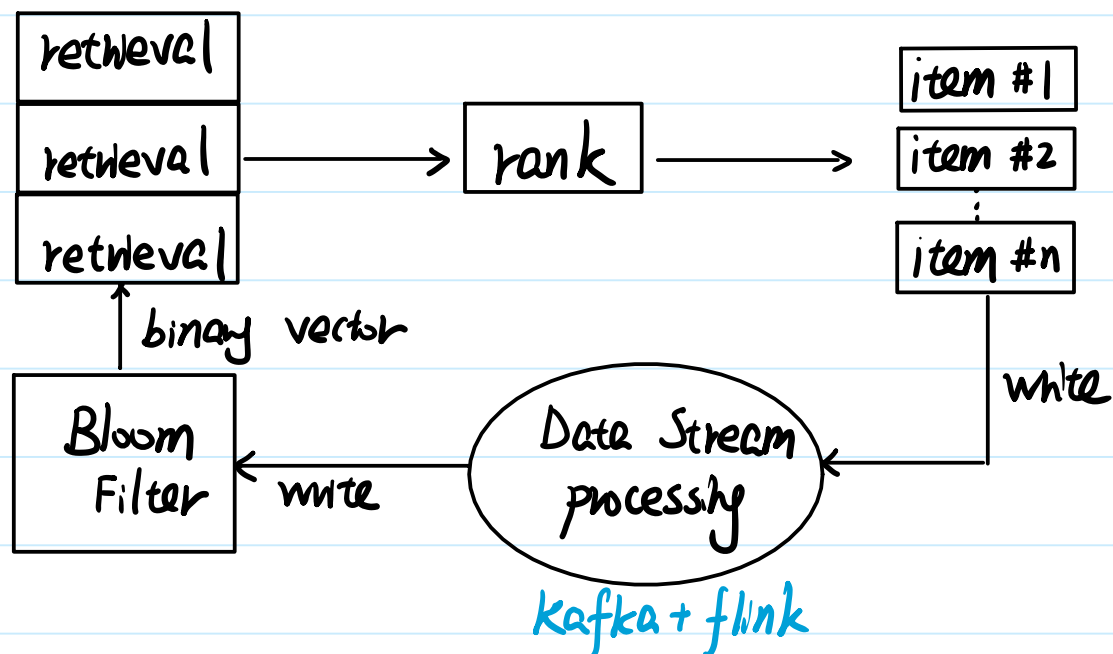 retrieval
retrieval
retrieval
rank
item #1
item #2
item #n
binary vector
write
Bloom
Filter
write
Data Stream
processing
kafka + flink